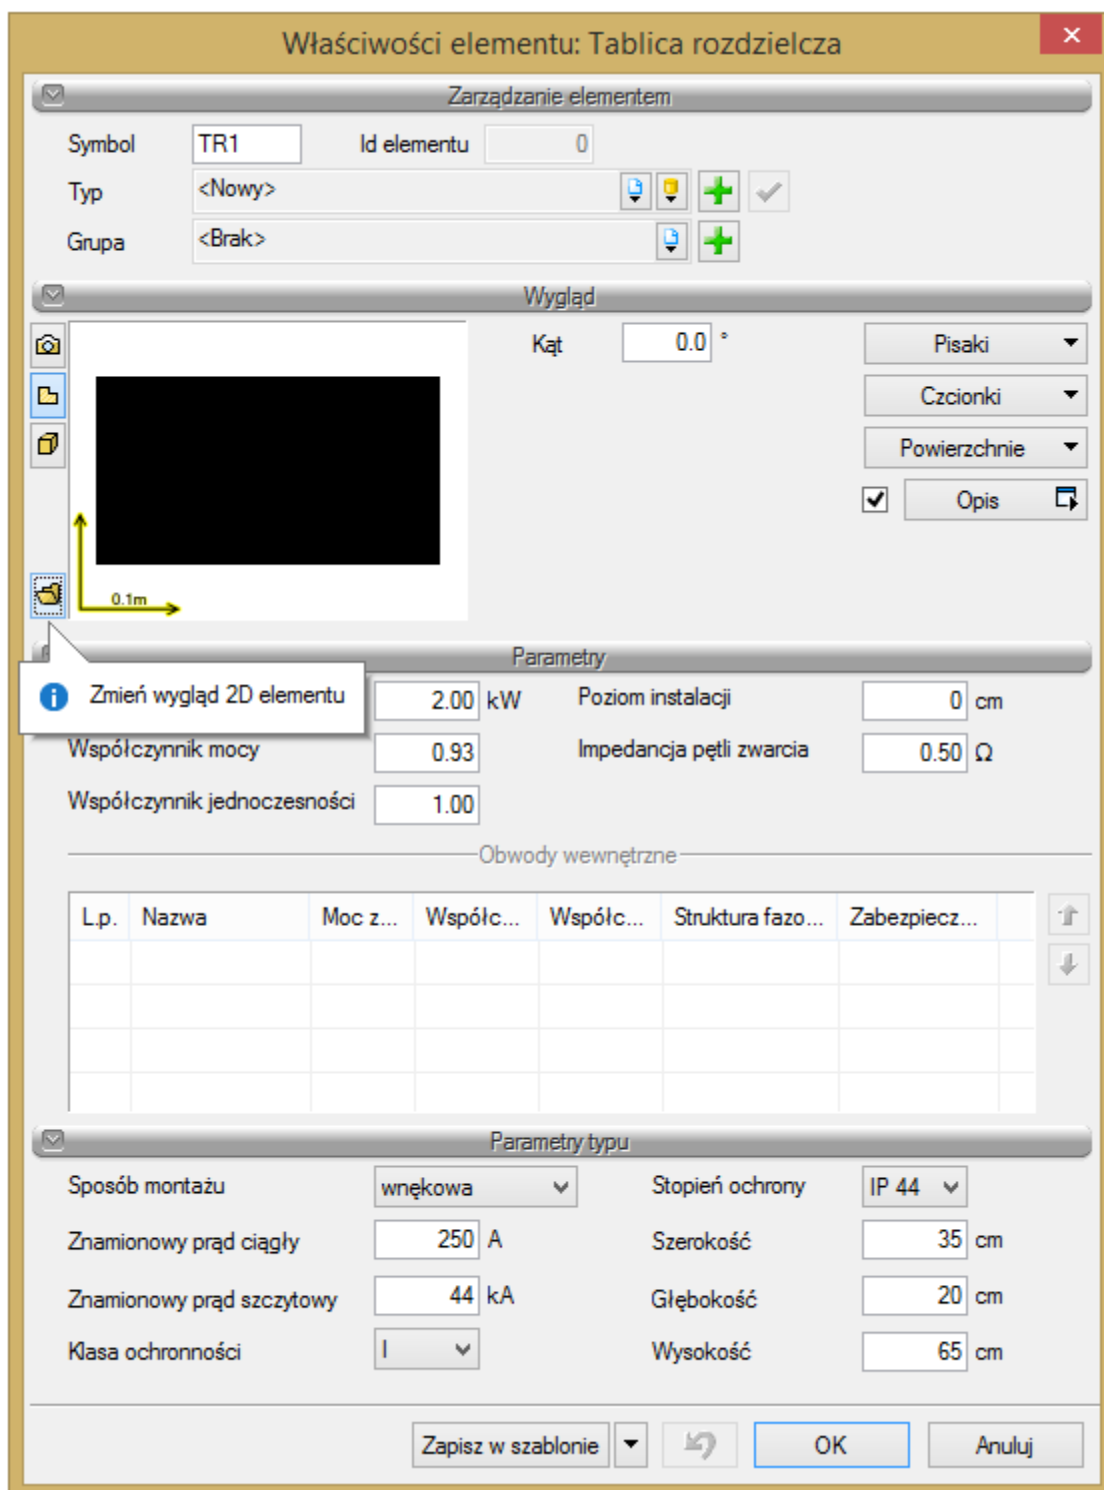 Właściwości elementu: Tablica rozdzielcza
Zarządzanie elementem
Symbol TR1 Id elementu 0
Typ <Nowy>
Grupa <Brak>
Wygląd
Kąt 0.0 °
Pisaki
Czcionki
Powierzchnie
Opis
0.1m
Parametry
Zmień wygląd 2D elementu
2.00 kW Poziom instalacji 0 cm
Współczynnik mocy 0.93 Impedancja pętli zwarcia 0.50 Ω
Współczynnik jednoczesności 1.00
Obwody wewnętrzne
L.p. Nazwa Moc z... Współc... Współc... Struktura fazo... Zabezpiecz...
Parametry typu
Sposób montażu wnękowa Stopień ochrony IP 44
Znamionowy prąd ciągły 250 A Szerokość 35 cm
Znamionowy prąd szczytowy 44 kA Głębokość 20 cm
Klasa ochronności I Wysokość 65 cm
Zapisz w szablonie OK Anuluj